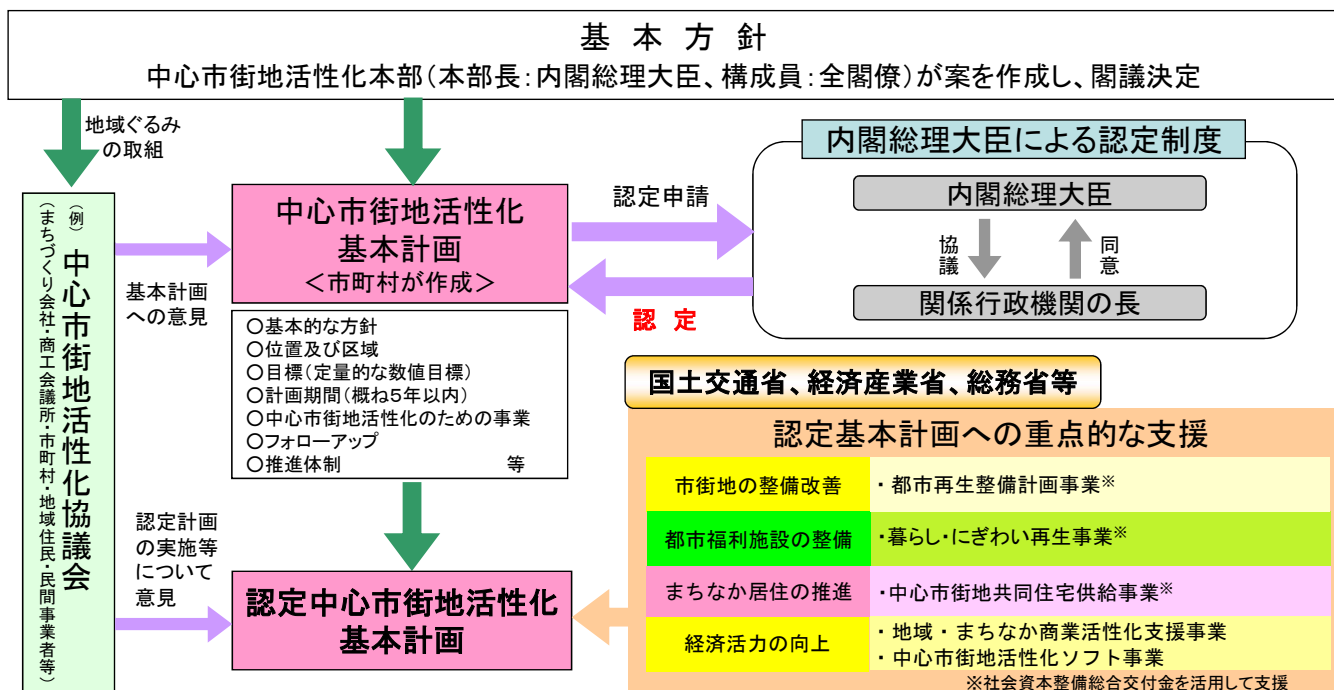 基 本 方 針
中心市街地活性化本部(本部長:内閣総理大臣、構成員:全閣僚)が案を作成し、閣議決定
地域ぐるみ
の取組
(例)
中心市街地活性化協議会
(まちづくり会社・商工会議所・市町村・地域住民・民間事業者等)
基本計画
への意見
認定計画
の実施等
について
意見
中心市街地活性化
基本計画
<市町村が作成>
○基本的な方針
○位置及び区域
○目標(定量的な数値目標)
○計画期間(概ね5年以内)
○中心市街地活性化のための事業
○フォローアップ
○推進体制 等
認定中心市街地活性化
基本計画
認定申請
認 定
内閣総理大臣による認定制度
内閣総理大臣
協議
同意
関係行政機関の長
国土交通省、経済産業省、総務省等
認定基本計画への重点的な支援
市街地の整備改善
・都市再生整備計画事業※
都市福利施設の整備
・暮らし・にぎわい再生事業※
まちなか居住の推進
・中心市街地共同住宅供給事業※
経済活力の向上
・地域・まちなか商業活性化支援事業
・中心市街地活性化ソフト事業
※社会資本整備総合交付金を活用して支援